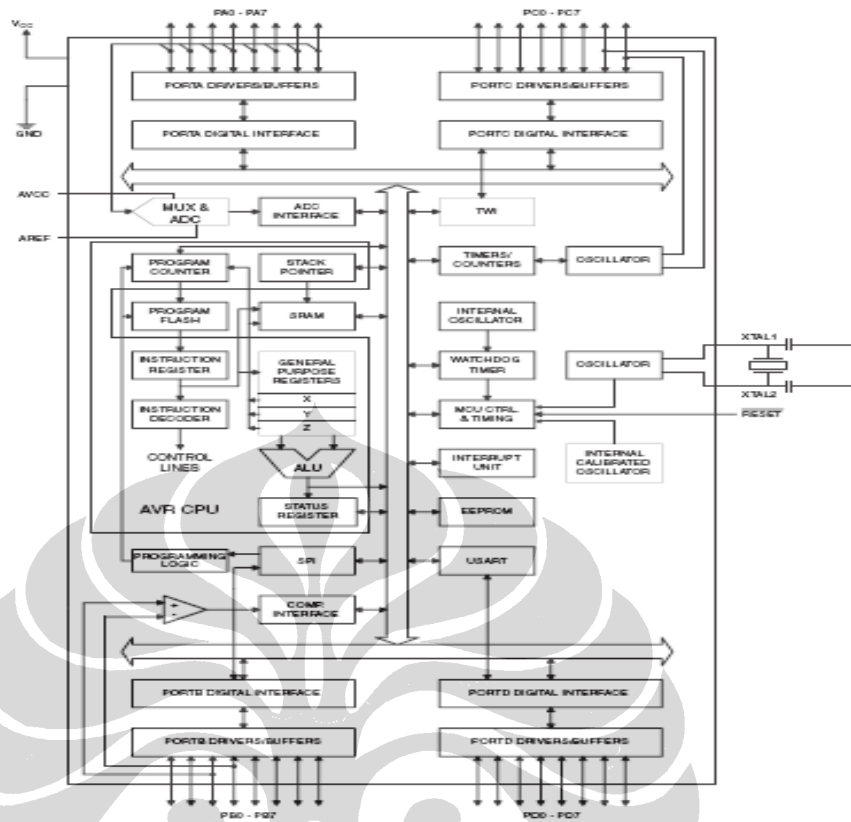 PA0 - PA7
PC0 - PC7
VCC
PORTA DRIVERS/BUFFERS
PORTC DRIVERS/BUFFERS
GND
PORTA DIGITAL INTERFACE
PORTC DIGITAL INTERFACE
AVCC
MUX &
ADC
ADC
INTERFACE
TWI
AREF
PROGRAM
COUNTER
STACK
POINTER
TIMERS/
COUNTERS
OSCILLATOR
PROGRAM
FLASH
SRAM
INTERNAL
OSCILLATOR
XTAL1
INSTRUCTION
REGISTER
GENERAL
PURPOSE
REGISTERS
WATCHDOG
TIMER
OSCILLATOR
XTAL2
X
INSTRUCTION
DECODER
Y
MCU CTRL.
& TIMING
RESET
Z
CONTROL
LINES
ALU
INTERRUPT
UNIT
INTERNAL
CALIBRATED
OSCILLATOR
AVR CPU
STATUS
REGISTER
EEPROM
PROGRAMMING
LOGIC
SPI
USART
+
-
COMP.
INTERFACE
PORTB DIGITAL INTERFACE
PORTD DIGITAL INTERFACE
PORTB DRIVERS/BUFFERS
PORTD DRIVERS/BUFFERS
PB0 - PB7
PD0 - PD7